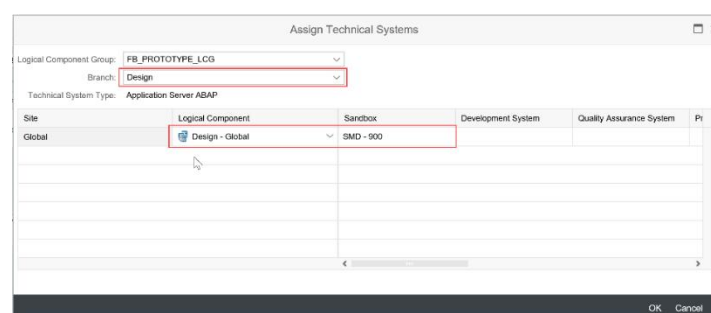 Assign Technical Systems
Logical Component Group: FB_PROTOTYPE_LCG
Branch: Design
Technical System Type: Application Server ABAP
Site Logical Component Sandbox Development System Quality Assurance System Pr
Global Design - Global SMD - 900
OK Cancel